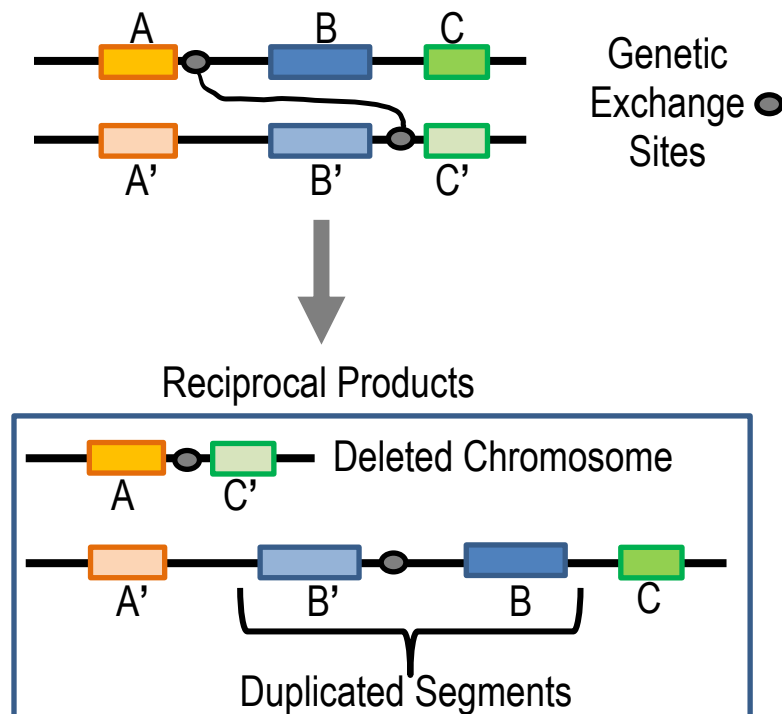 A B C
Genetic
Exchange
Sites
A’ B’ C’
Reciprocal Products
Deleted Chromosome
A C’
A’ B’ B C
Duplicated Segments